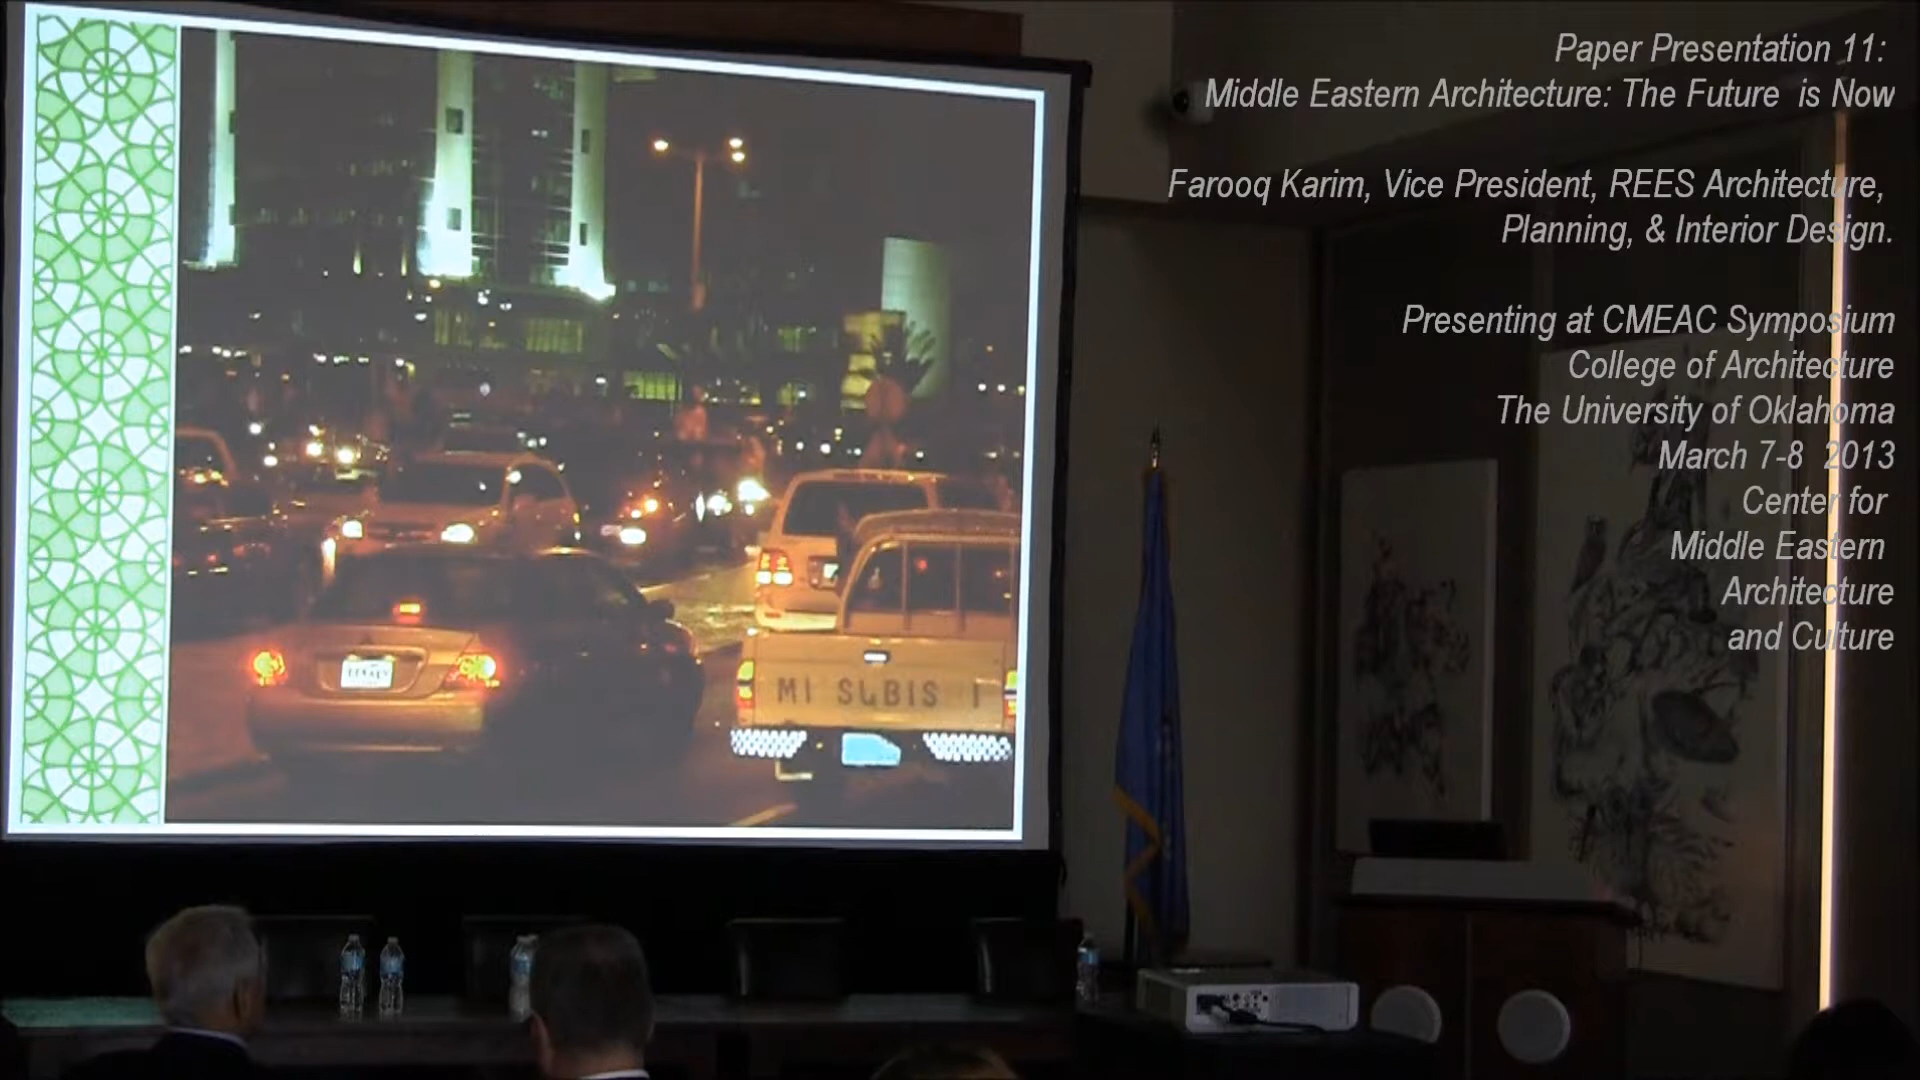 Paper Presentation 11:
Middle Eastern Architecture: The Future is Now
Farooq Karim, Vice President, REES Architecture,
Planning, & Interior Design.
Presenting at CMEAC Symposium
College of Architecture
The University of Oklahoma
March 7-8 2013
Center for
Middle Eastern
Architecture
and Culture
MI SUBIS I